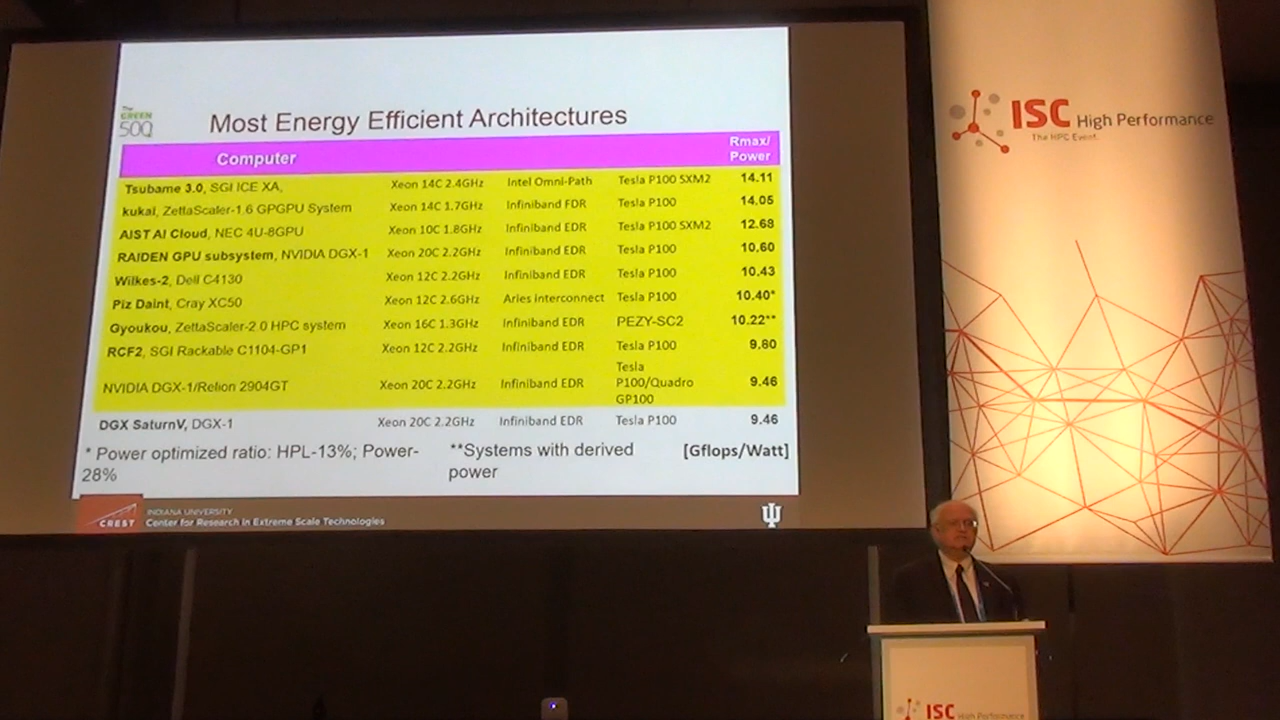 The
GREEN
500
Most Energy Efficient Architectures
Computer Rmax/
Power
Tsubame 3.0, SGI ICE XA, Xeon 14C 2.4GHz Intel Omni-Path Tesla P100 SXM2 14.11
kukai, ZettaScaler-1.6 GPGPU System Xeon 14C 1.7GHz Infiniband FDR Tesla P100 14.05
AIST AI Cloud, NEC 4U-8GPU Xeon 10C 1.8GHz Infiniband EDR Tesla P100 SXM2 12.68
RAIDEN GPU subsystem, NVIDIA DGX-1 Xeon 20C 2.2GHz Infiniband EDR Tesla P100 10.60
Wilkes-2, Dell C4130 Xeon 12C 2.2GHz Infiniband EDR Tesla P100 10.43
Piz Daint, Cray XC50 Xeon 12C 2.6GHz Aries interconnect Tesla P100 10.40*
Gyoukou, ZettaScaler-2.0 HPC system Xeon 16C 1.3GHz Infiniband EDR PEZY-SC2 10.22**
RCF2, SGI Rackable C1104-GP1 Xeon 12C 2.2GHz Infiniband EDR Tesla P100 9.80
NVIDIA DGX-1/Relion 2904GT Xeon 20C 2.2GHz Infiniband EDR Tesla
P100/Quadro
GP100 9.46
DGX SaturnV, DGX-1 Xeon 20C 2.2GHz Infiniband EDR Tesla P100 9.46
* Power optimized ratio: HPL-13%; Power-
28%
**Systems with derived
power
[Gflops/Watt]
CREST
INDIANA UNIVERSITY
Center for Research in Extreme Scale Technologies
ISC High Performance
The HPC Event.
ISC High Performance